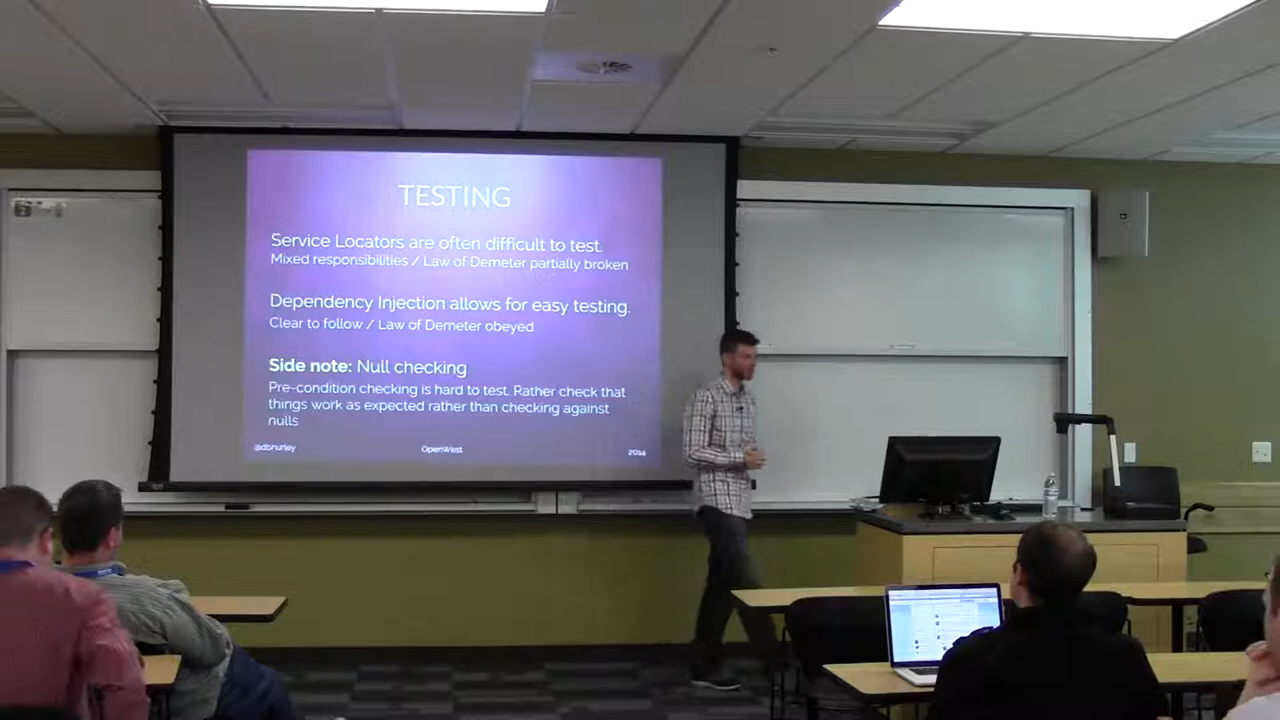 TESTING
Service Locators are often difficult to test.
Mixed responsibilities / Law of Demeter partially broken
Dependency Injection allows for easy testing.
Clear to follow / Law of Demeter obeyed
Side note: Null checking
Pre-condition checking is hard to test. Rather check that
things work as expected rather than checking against
nulls
@dbhurley
OpenWest
2014